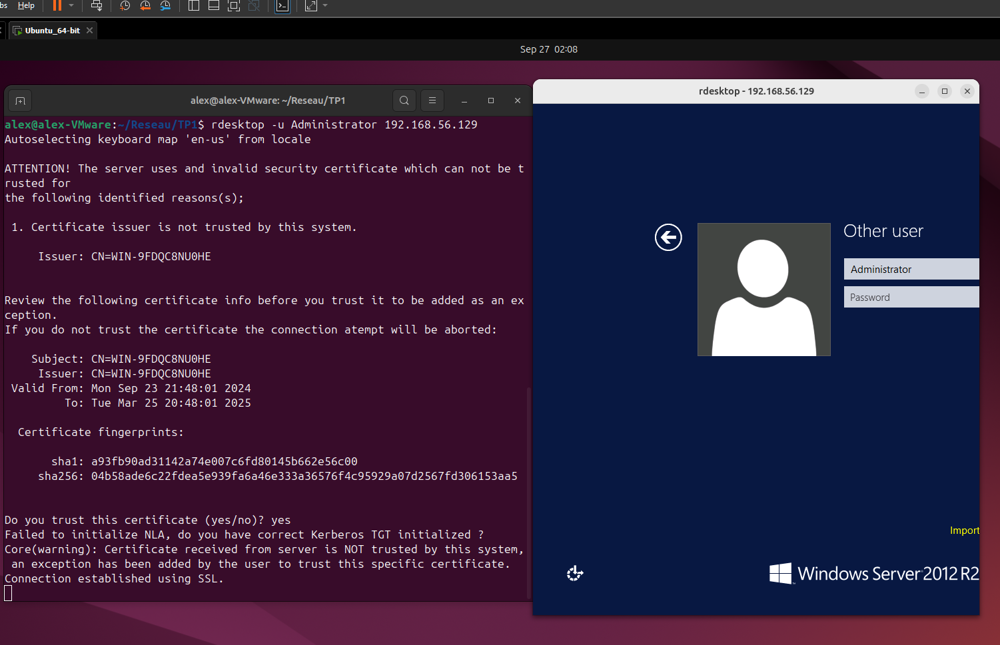 bs Help
Ubuntu_64-bit
Sep 27 02:08
alex@alex-VMware: ~/Reseau/TP1
alex@alex-VMware:~/Reseau/TP1$ rdesktop -u Administrator 192.168.56.129
Autoselecting keyboard map 'en-us' from locale
ATTENTION! The server uses and invalid security certificate which can not be t
rusted for
the following identified reasons(s);
1. Certificate issuer is not trusted by this system.
Issuer: CN=WIN-9FDQC8NU0HE
Review the following certificate info before you trust it to be added as an ex
ception.
If you do not trust the certificate the connection atempt will be aborted:
Subject: CN=WIN-9FDQC8NU0HE
Issuer: CN=WIN-9FDQC8NU0HE
Valid From: Mon Sep 23 21:48:01 2024
To: Tue Mar 25 20:48:01 2025
Certificate fingerprints:
sha1: a93fb90ad31142a74e007c6fd80145b662e56c00
sha256: 04b58ade6c22fdea5e939fa6a46e333a36576f4c95929a07d2567fd306153aa5
Do you trust this certificate (yes/no)? yes
Failed to initialize NLA, do you have correct Kerberos TGT initialized ?
Core(warning): Certificate received from server is NOT trusted by this system,
an exception has been added by the user to trust this specific certificate.
Connection established using SSL.
rdesktop - 192.168.56.129
Other user
Administrator
Password
Import
Windows Server 2012 R2